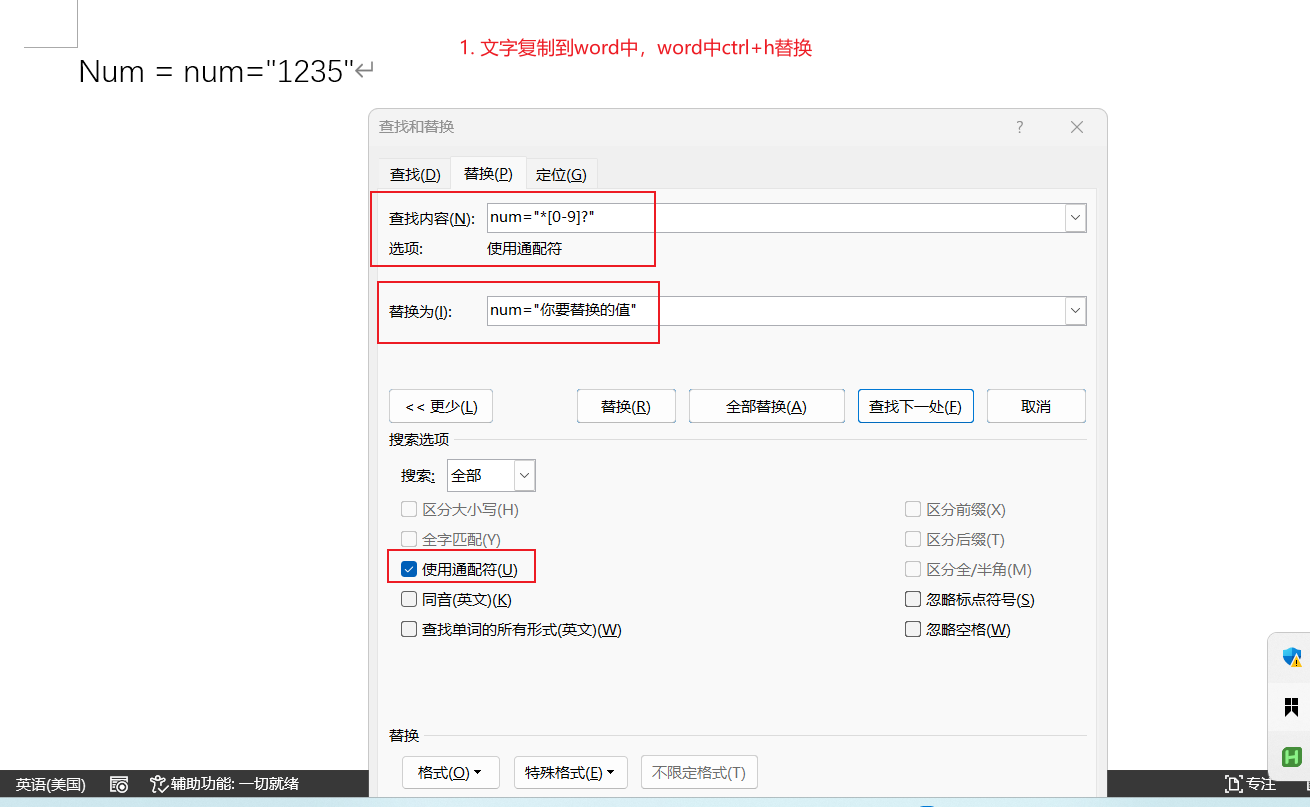 1. 文字复制到word中，word中ctrl+h替换
Num = num="1235"↵
查找和替换 ?
查找(D) 替换(P) 定位(G)
查找内容(N): num="*[0-9]?"
选项: 使用通配符
替换为(I): num="你要替换的值"
<< 更少(L) 替换(R) 全部替换(A) 查找下一处(F) 取消
搜索选项
搜索: 全部
区分大小写(H) 区分前缀(X)
全字匹配(Y) 区分后缀(T)
使用通配符(U) 区分全/半角(M)
同音(英文)(K) 忽略标点符号(S)
查找单词的所有形式(英文)(W) 忽略空格(W)
替换
格式(O) 特殊格式(E) 不限定格式(T)
英语(美国) 辅助功能: 一切就绪 专注